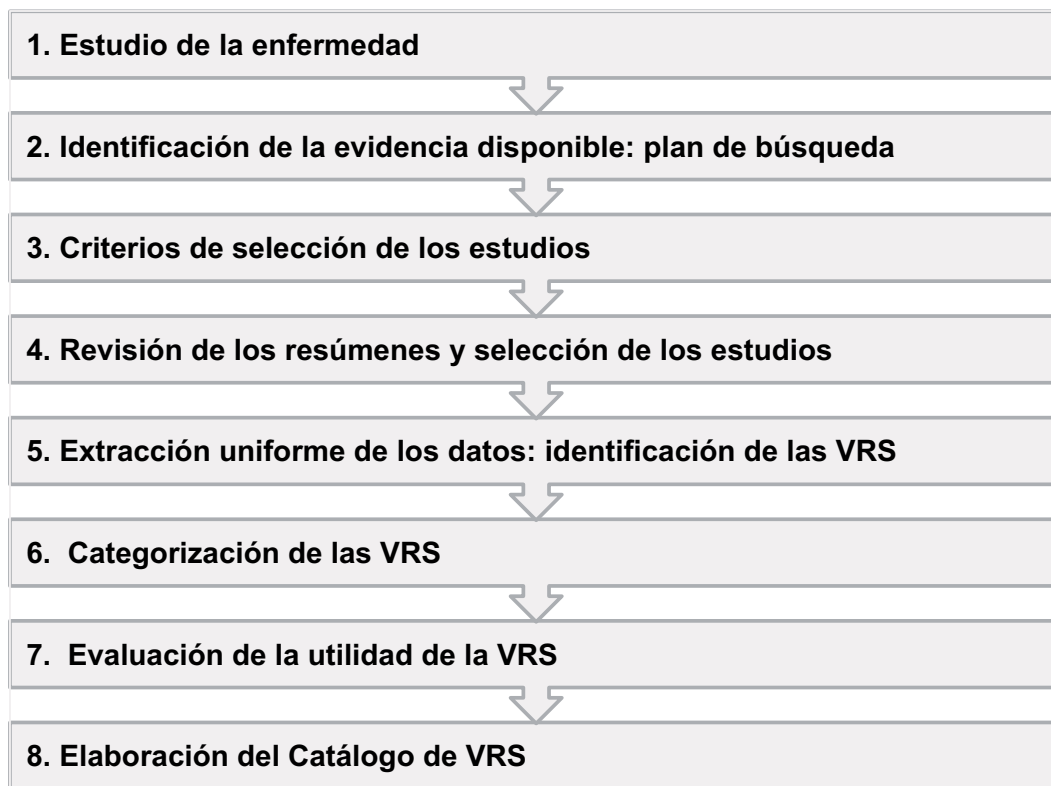 1. Estudio de la enfermedad
2. Identificación de la evidencia disponible: plan de búsqueda
3. Criterios de selección de los estudios
4. Revisión de los resúmenes y selección de los estudios
5. Extracción uniforme de los datos: identificación de las VRS
6. Categorización de las VRS
7. Evaluación de la utilidad de la VRS
8. Elaboración del Catálogo de VRS